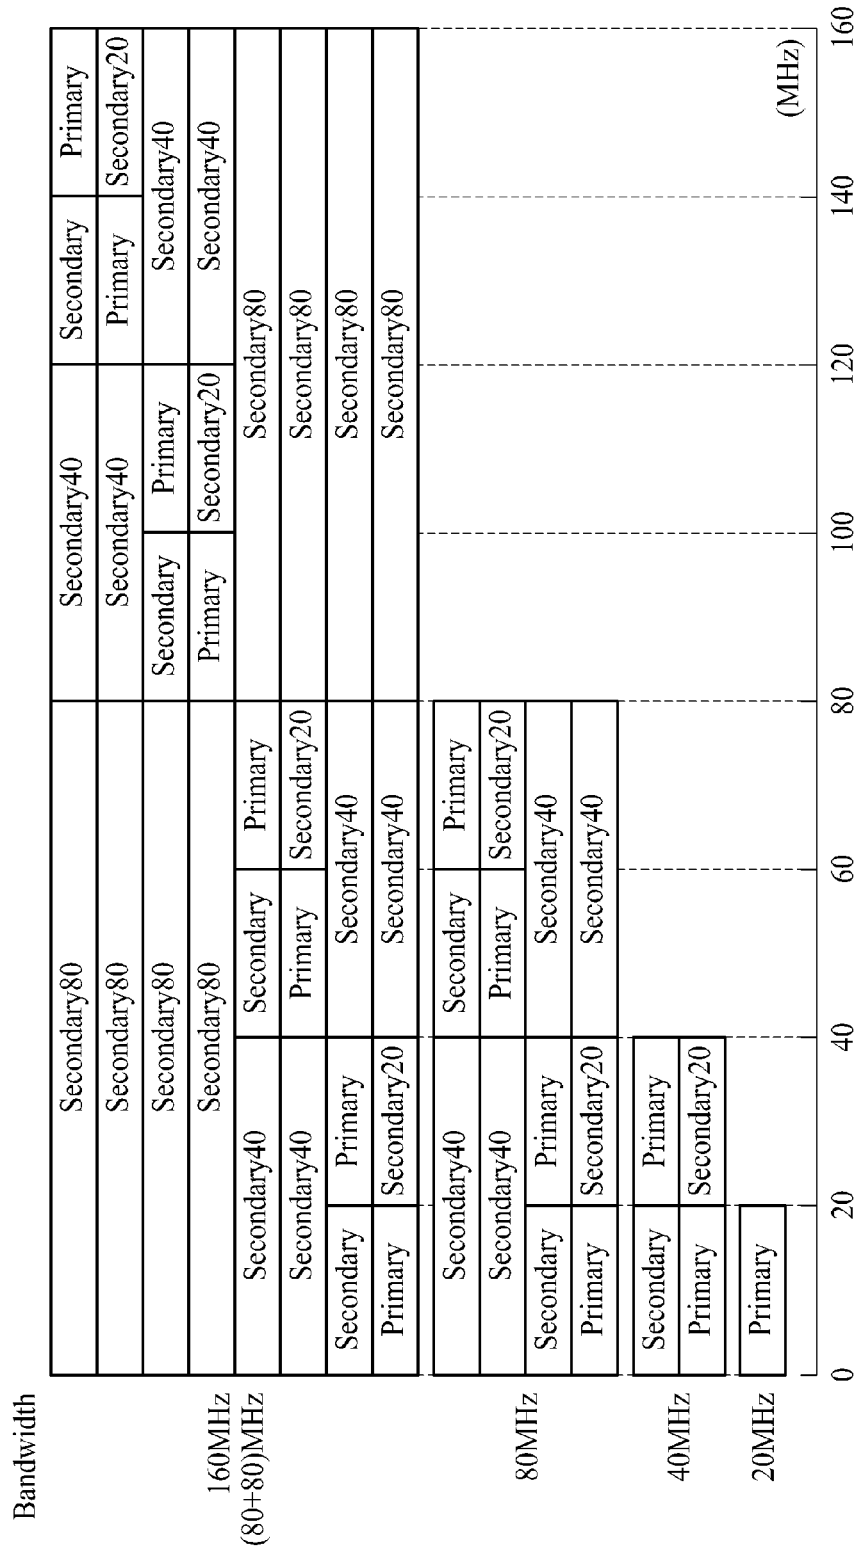 Bandwidth
160MHz
(80+80)MHz
Secondary80 Secondary40 Secondary Primary
Secondary80 Secondary40 Primary Secondary20
Secondary80 Secondary Primary Secondary40
Secondary80 Primary Secondary20 Secondary40
Secondary40 Secondary Primary Secondary80
Secondary40 Primary Secondary20 Secondary80
Secondary Primary Secondary40 Secondary80
Primary Secondary20 Secondary40 Secondary80
80MHz
Secondary40 Secondary Primary
Secondary40 Primary Secondary20
Secondary Primary Secondary40
Primary Secondary20 Secondary40
40MHz
Secondary Primary
Primary Secondary20
20MHz
Primary
(MHz)
0 20 40 60 80 100 120 140 160